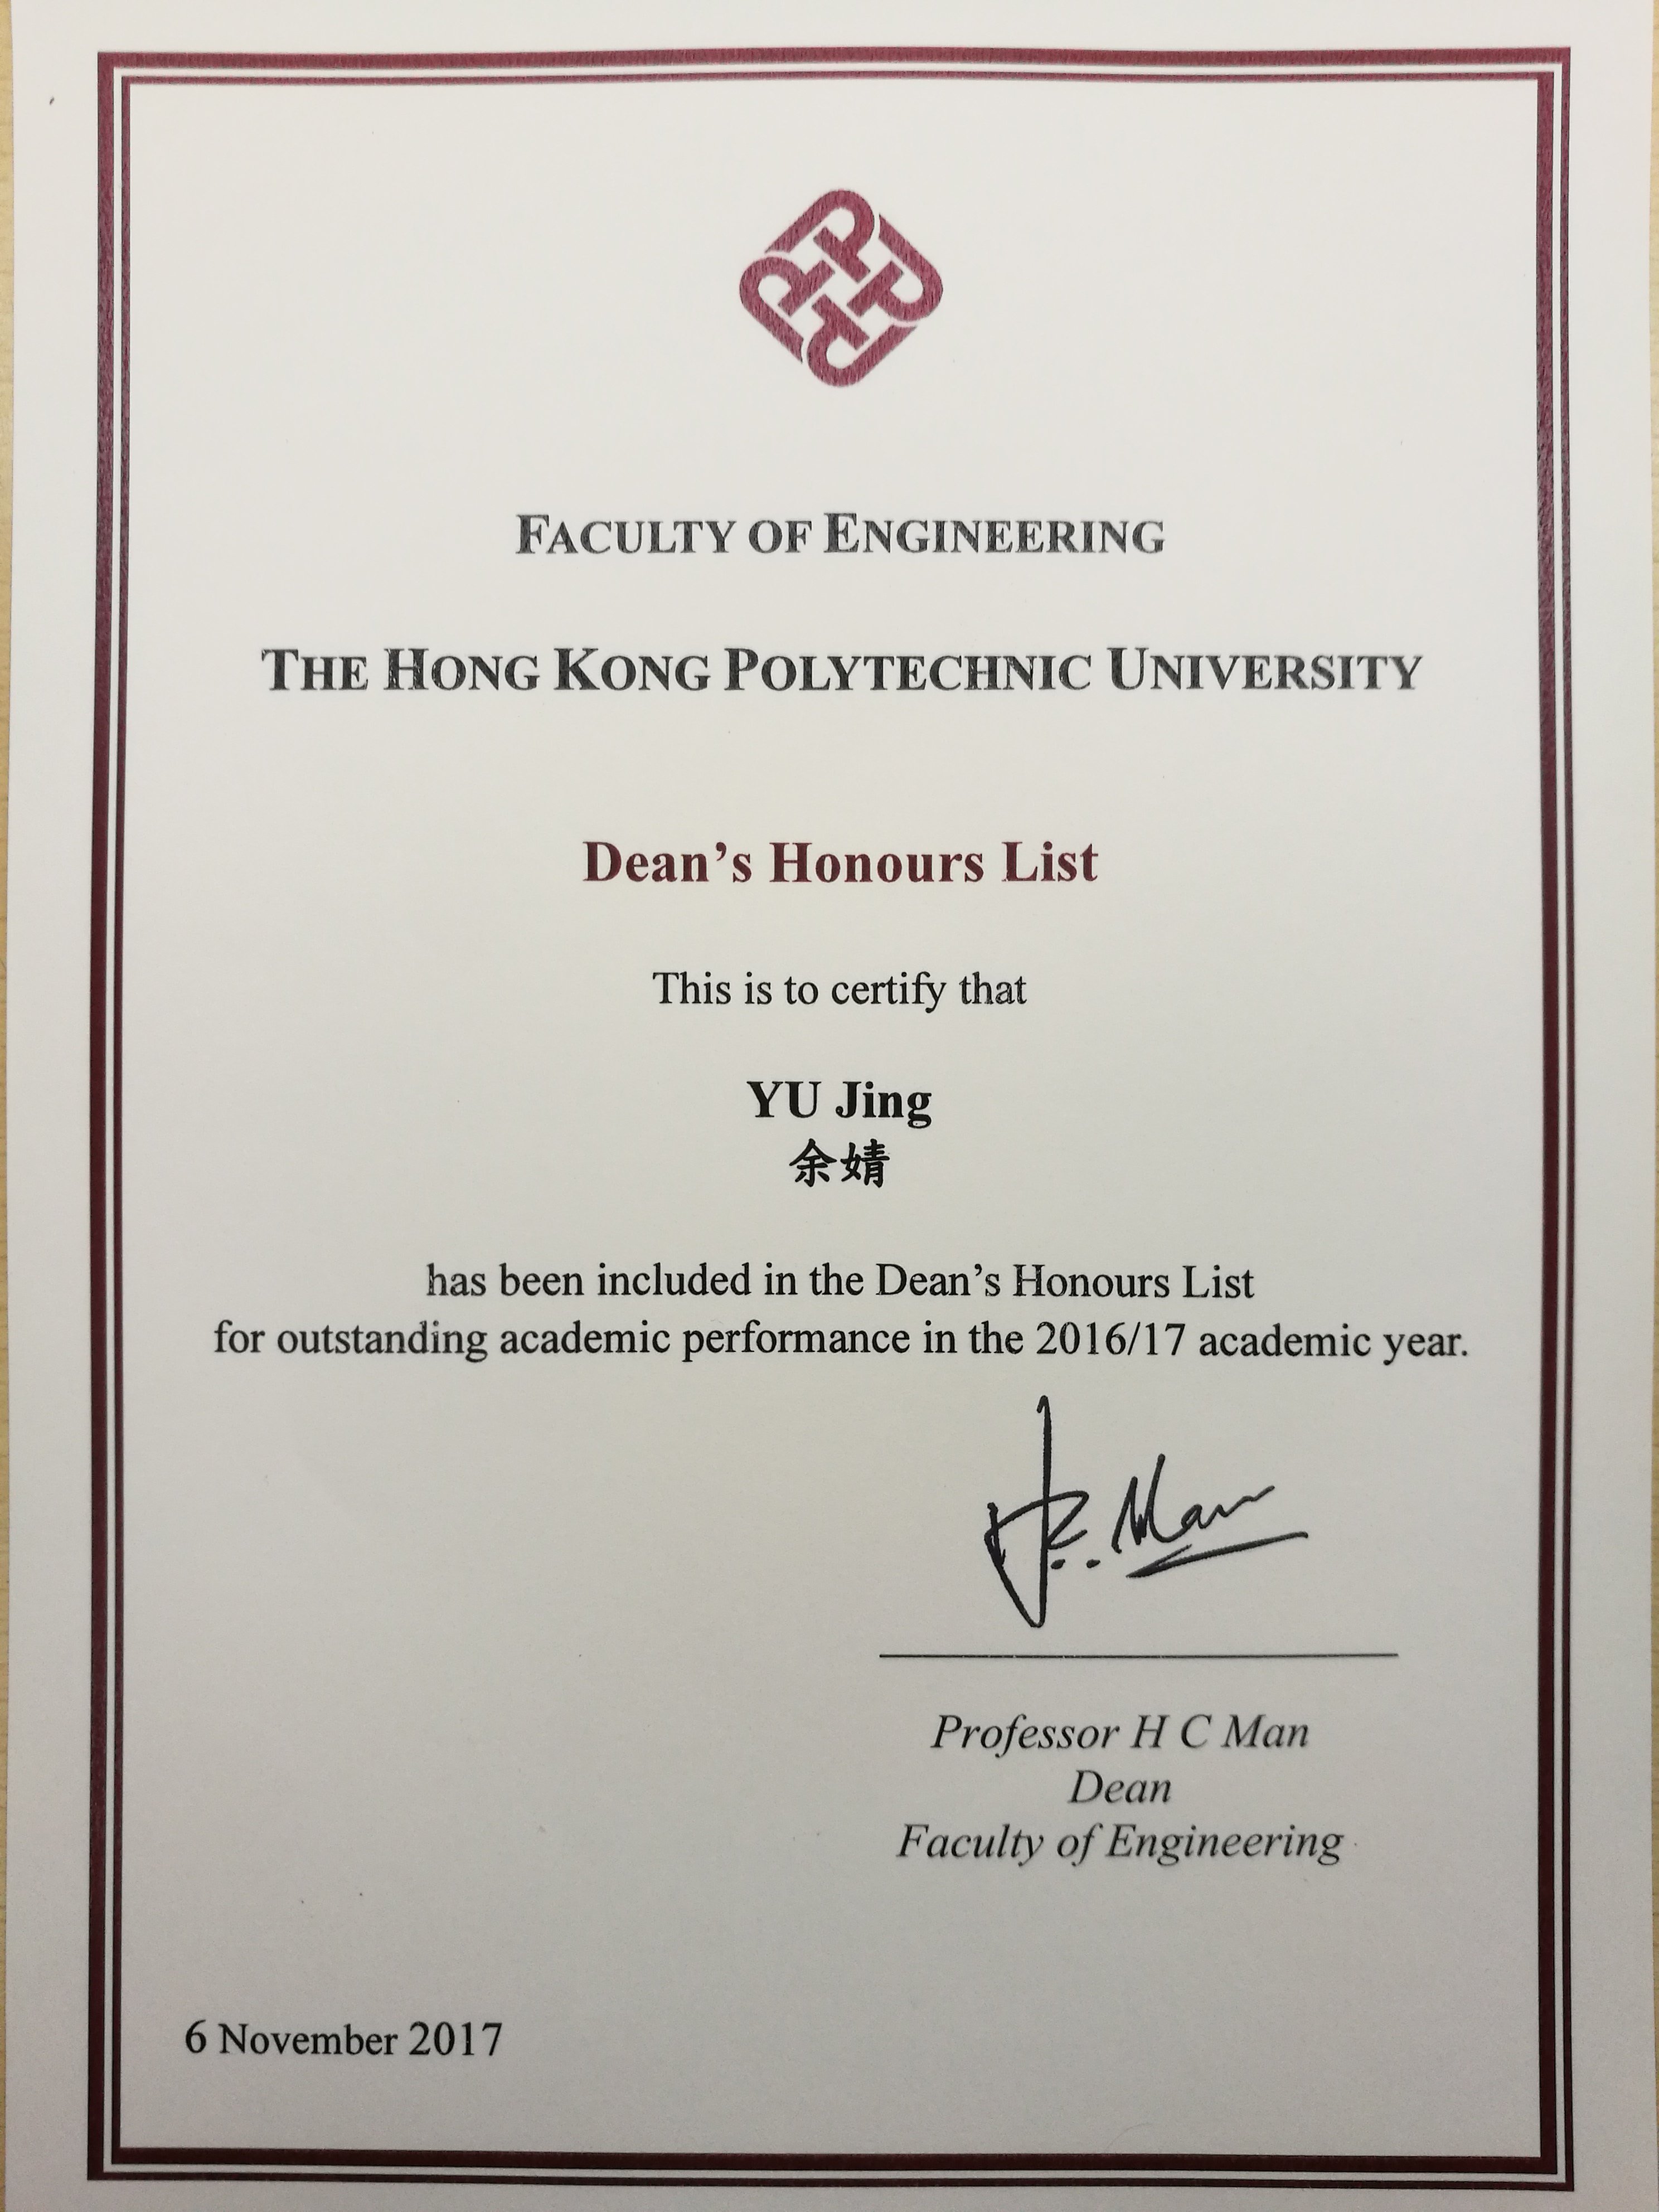 FACULTY OF ENGINEERING
THE HONG KONG POLYTECHNIC UNIVERSITY
Dean’s Honours List
This is to certify that
YU Jing
余婧
has been included in the Dean’s Honours List
for outstanding academic performance in the 2016/17 academic year.
H.C. Man
Professor H C Man
Dean
Faculty of Engineering
6 November 2017